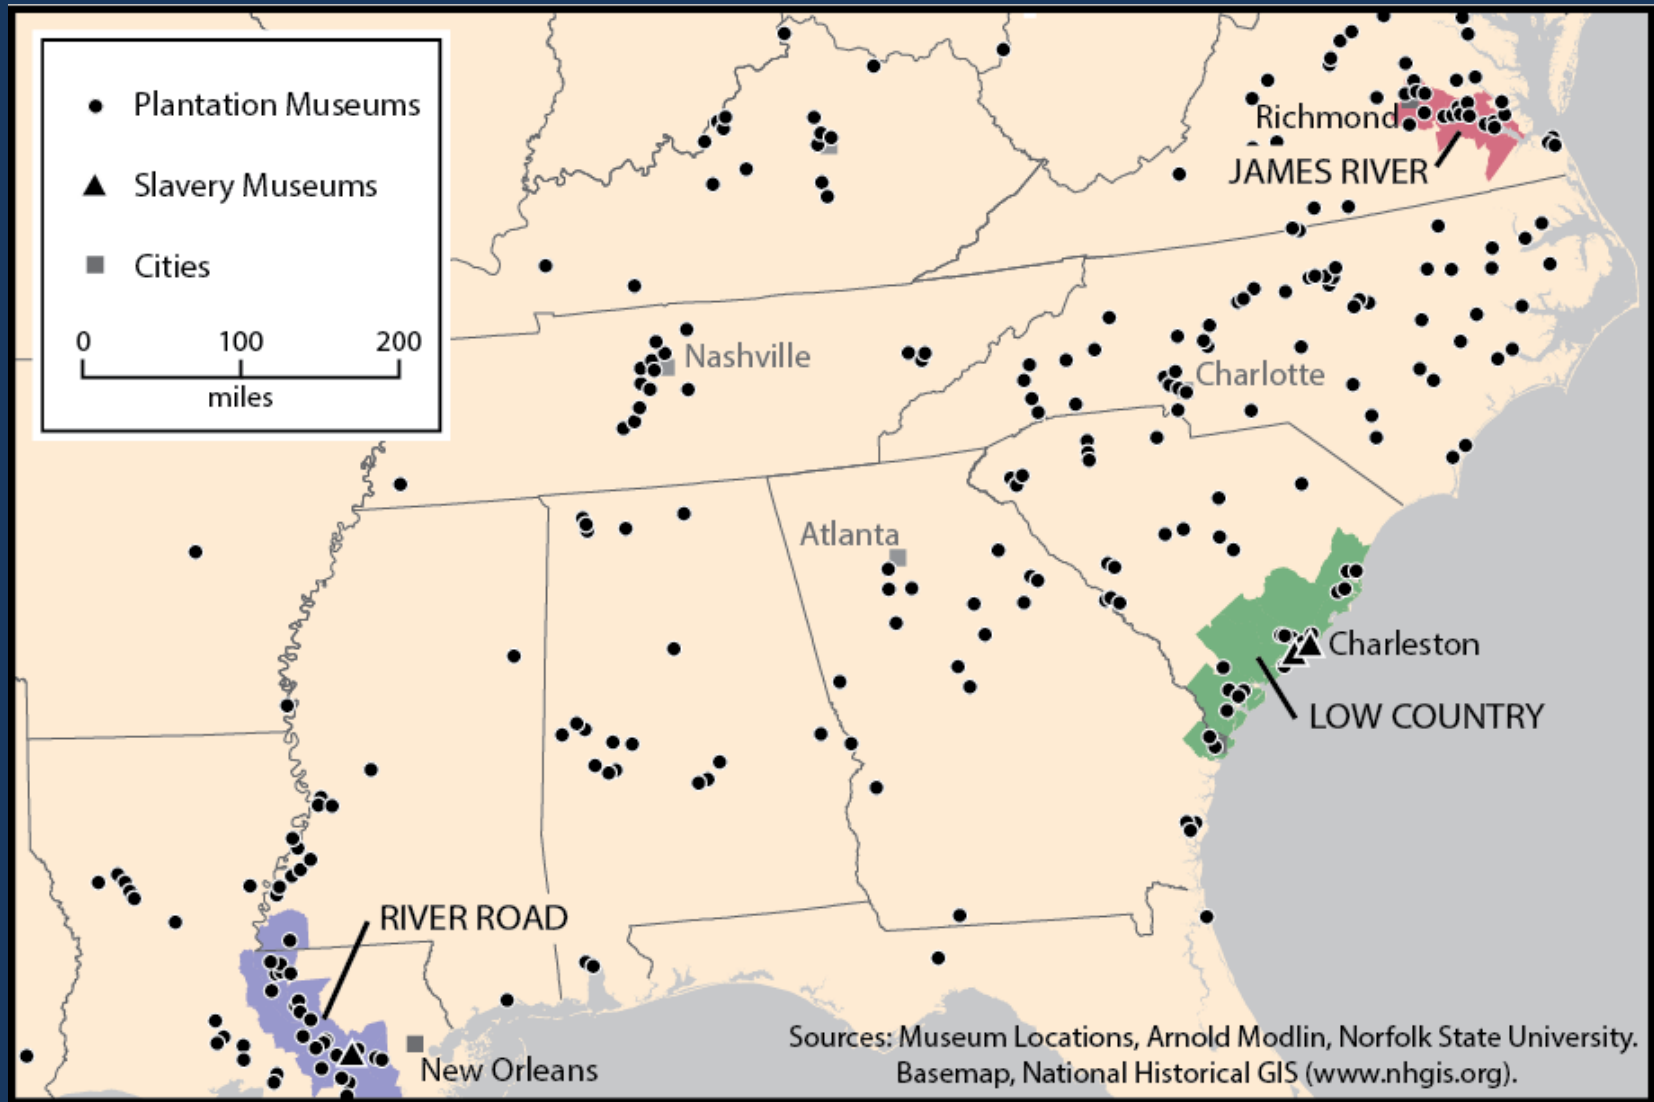 Plantation Museums
Slavery Museums
Cities
0 100 200
miles
Richmond
JAMES RIVER
Nashville
Charlotte
Atlanta
Charleston
LOW COUNTRY
RIVER ROAD
New Orleans
Sources: Museum Locations, Arnold Modlin, Norfolk State University.
Basemap, National Historical GIS (www.nhgis.org).